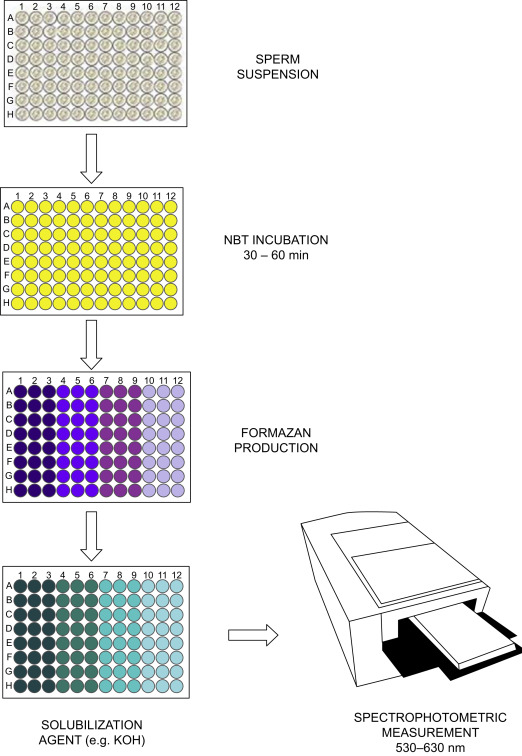 1 2 3 4 5 6 7 8 9 10 11 12
A
B
C
D
E
F
G
H
SPERM
SUSPENSION
1 2 3 4 5 6 7 8 9 10 11 12
A
B
C
D
E
F
G
H
NBT INCUBATION
30 – 60 min
1 2 3 4 5 6 7 8 9 10 11 12
A
B
C
D
E
F
G
H
FORMAZAN
PRODUCTION
1 2 3 4 5 6 7 8 9 10 11 12
A
B
C
D
E
F
G
H
SOLUBILIZATION
AGENT (e.g. KOH)
SPECTROPHOTOMETRIC
MEASUREMENT
530–630 nm